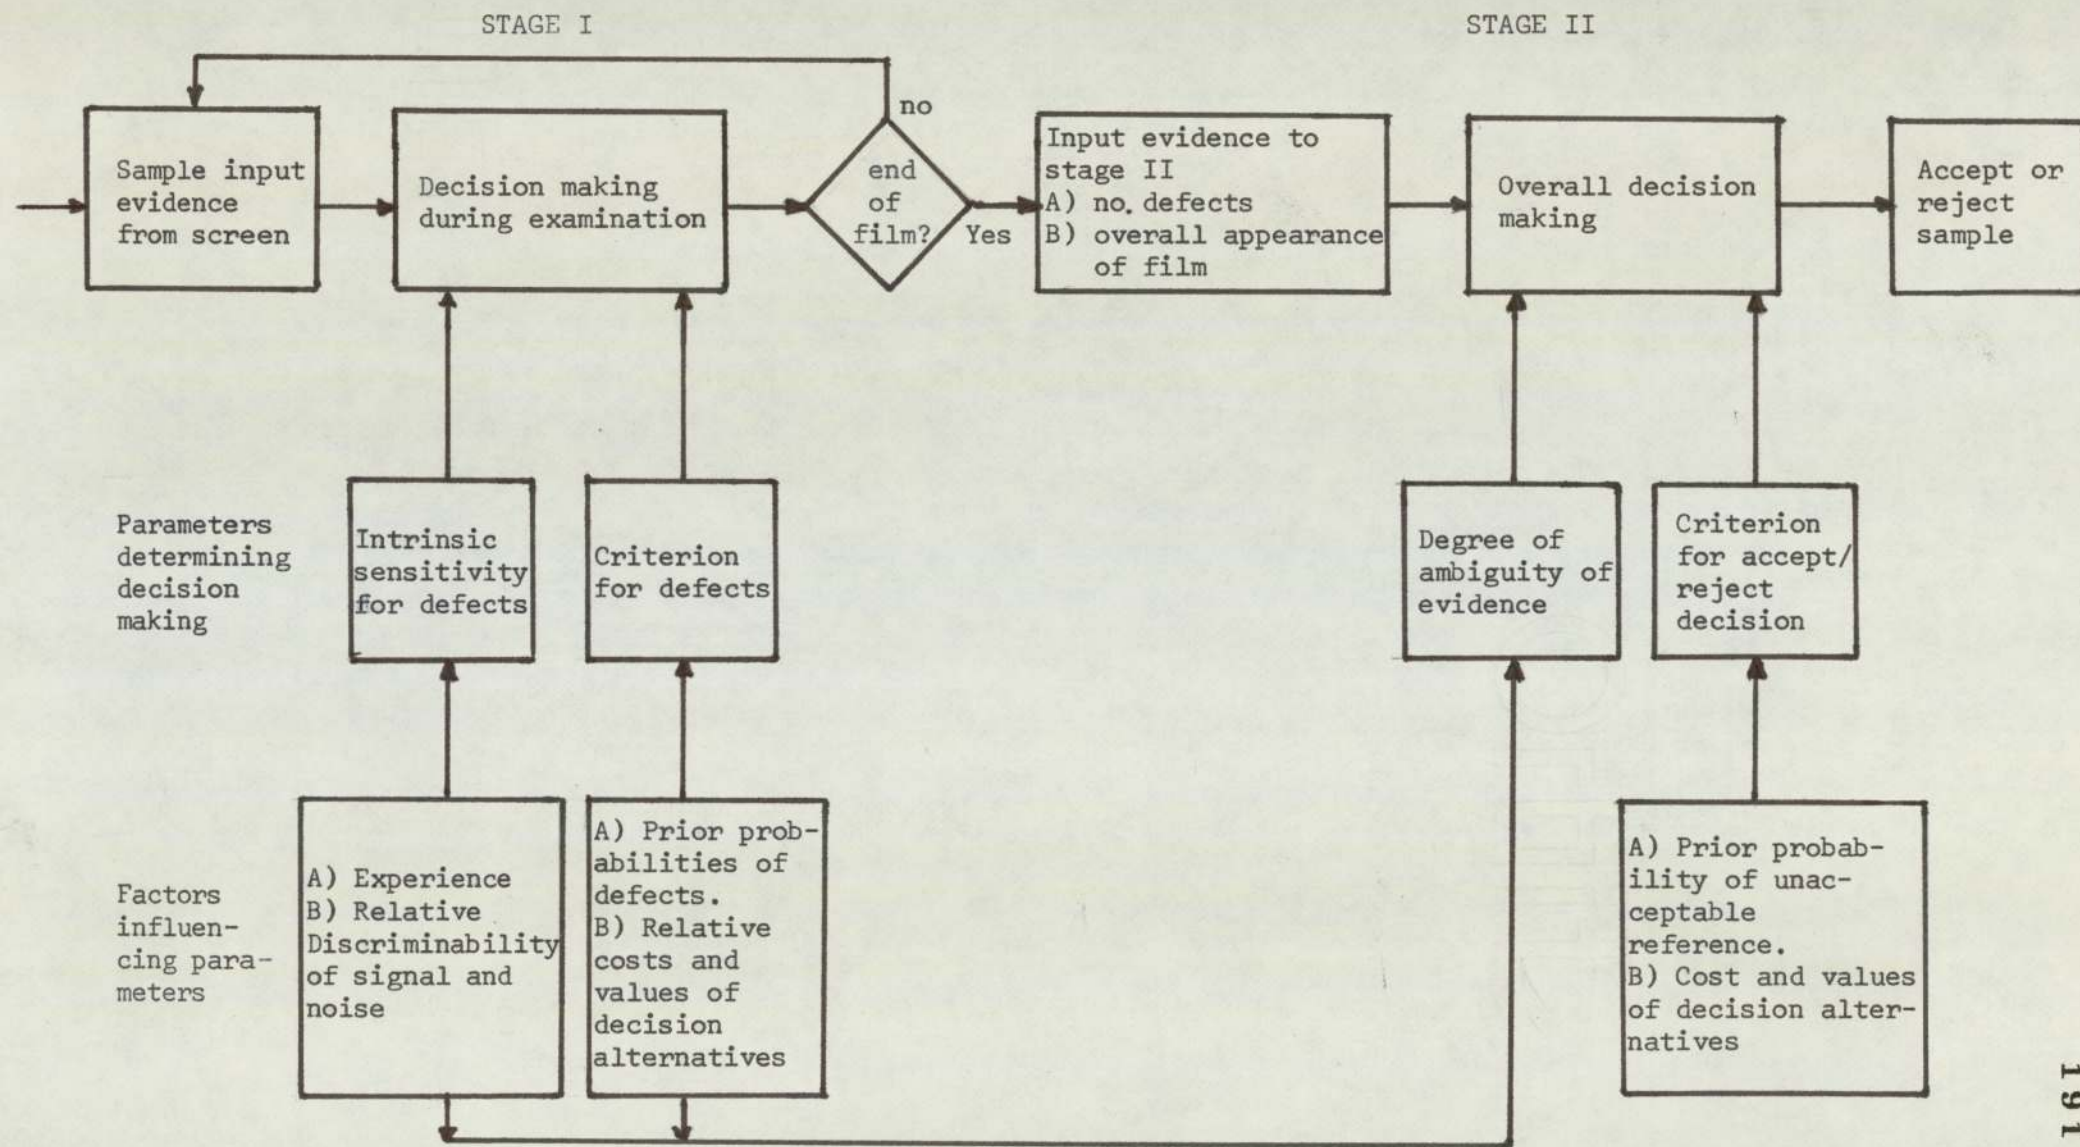 STAGE I
STAGE II
no
Sample input
evidence
from screen
Decision making
during examination
end
of
film?
Yes
Input evidence to
stage II
A) no. defects
B) overall appearance
of film
Overall decision
making
Accept or
reject
sample
Parameters
determining
decision
making
Intrinsic
sensitivity
for defects
Criterion
for defects
Degree of
ambiguity of
evidence
Criterion
for accept/
reject
decision
Factors
influen-
cing para-
meters
A) Experience
B) Relative
Discriminability
of signal and
noise
A) Prior prob-
abilities of
defects.
B) Relative
costs and
values of
decision
alternatives
A) Prior probab-
ility of unac-
ceptable
reference.
B) Cost and values
of decision alter-
natives
191